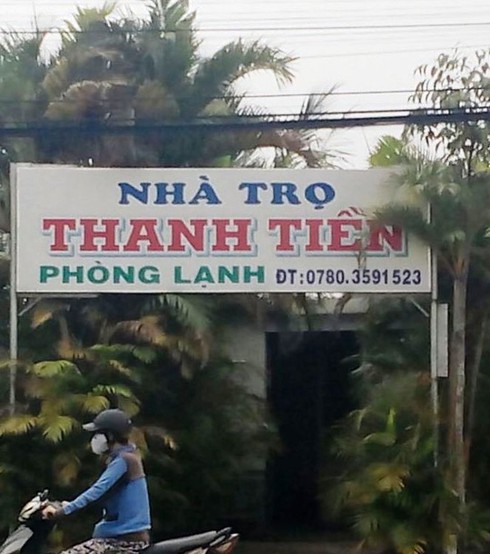 NHÀ TRỌ
THANH TIỀN
PHÒNG LẠNH ĐT:0780.3591523